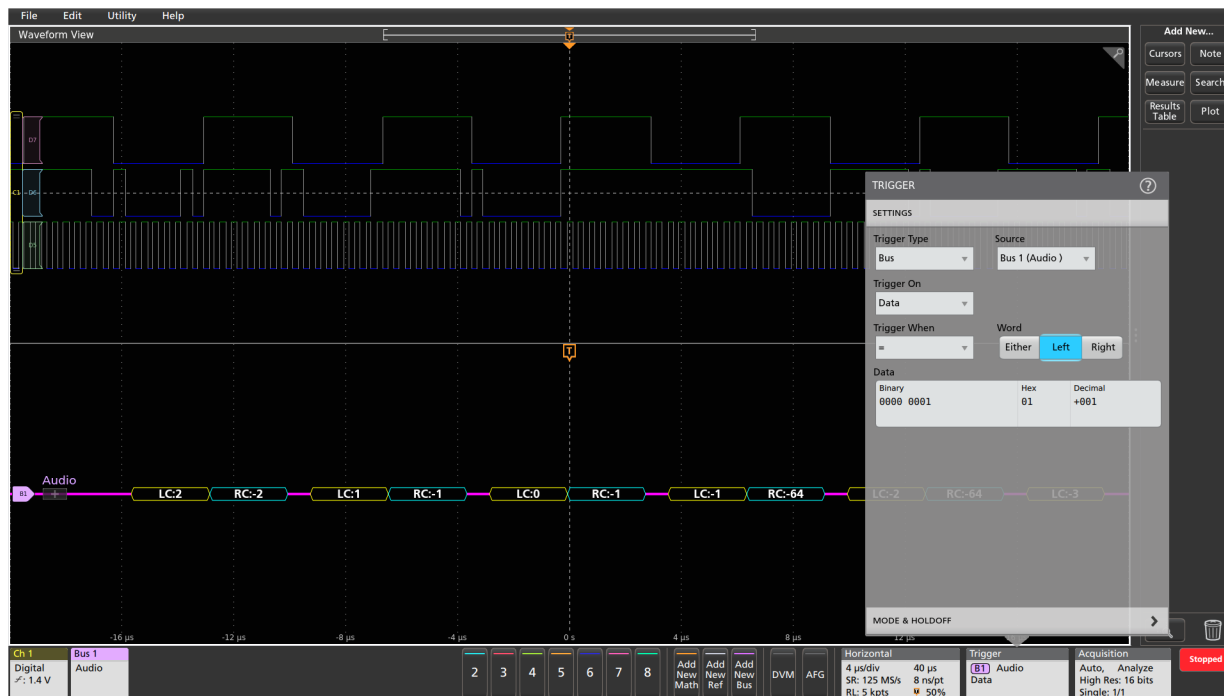 File Edit Utility Help
Waveform View
T
Add New...
Cursors Note
Measure Search
Results Table Plot
D7
C1 D6
D5
TRIGGER ?
SETTINGS
Trigger Type Source
Bus Bus 1 (Audio )
Trigger On
Data
Trigger When Word
= Either Left Right
Data
Binary Hex Decimal
0000 0001 01 +001
T
Audio
B1 + LC:2 RC:-2 LC:1 RC:-1 LC:0 RC:-1 LC:-1 RC:-64 LC:-2 RC:-64 LC:-3
MODE & HOLDOFF
-16 µs -12 µs -8 µs -4 µs 0 s 4 µs 8 µs 12 µs
Ch 1
Digital
: 1.4 V
Bus 1
Audio
2 3 4 5 6 7 8
Add New Math
Add New Ref
Add New Bus
DVM AFG
Horizontal
4 µs/div 40 µs
SR: 125 MS/s 8 ns/pt
RL: 5 kpts 50%
Trigger
B1 Audio
Data
Acquisition
Auto, Analyze
High Res: 16 bits
Single: 1/1
Stopped